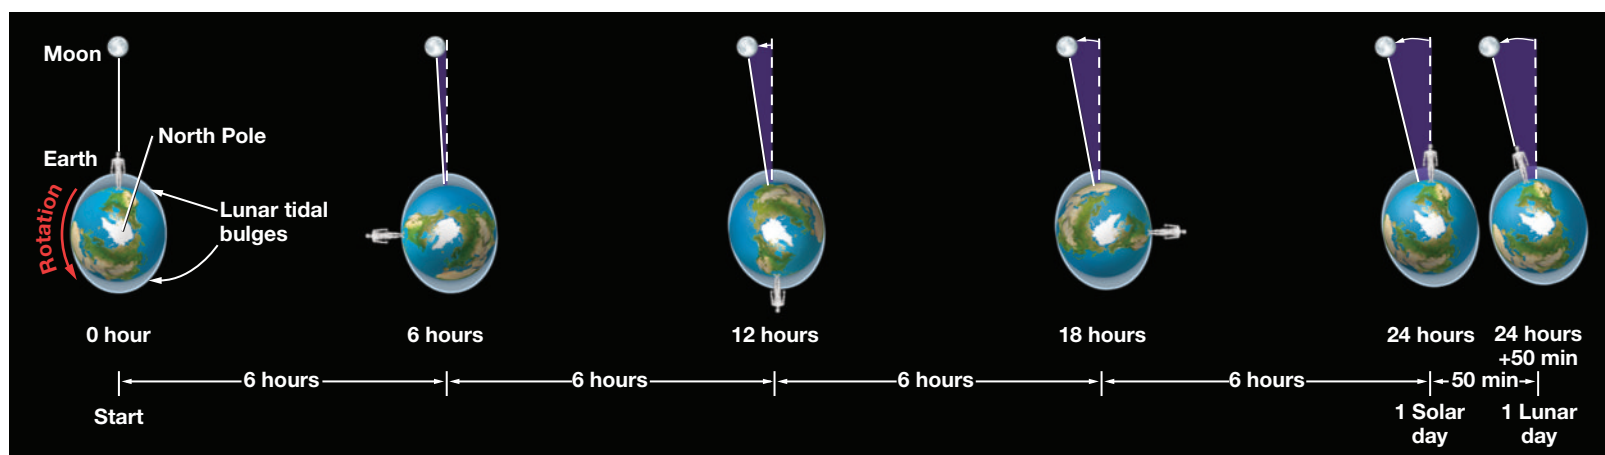 Moon
North Pole
Earth
Rotation
Lunar tidal
bulges
0 hour
6 hours
12 hours
18 hours
24 hours
24 hours
+50 min
6 hours
6 hours
6 hours
6 hours
50 min
Start
1 Solar
day
1 Lunar
day